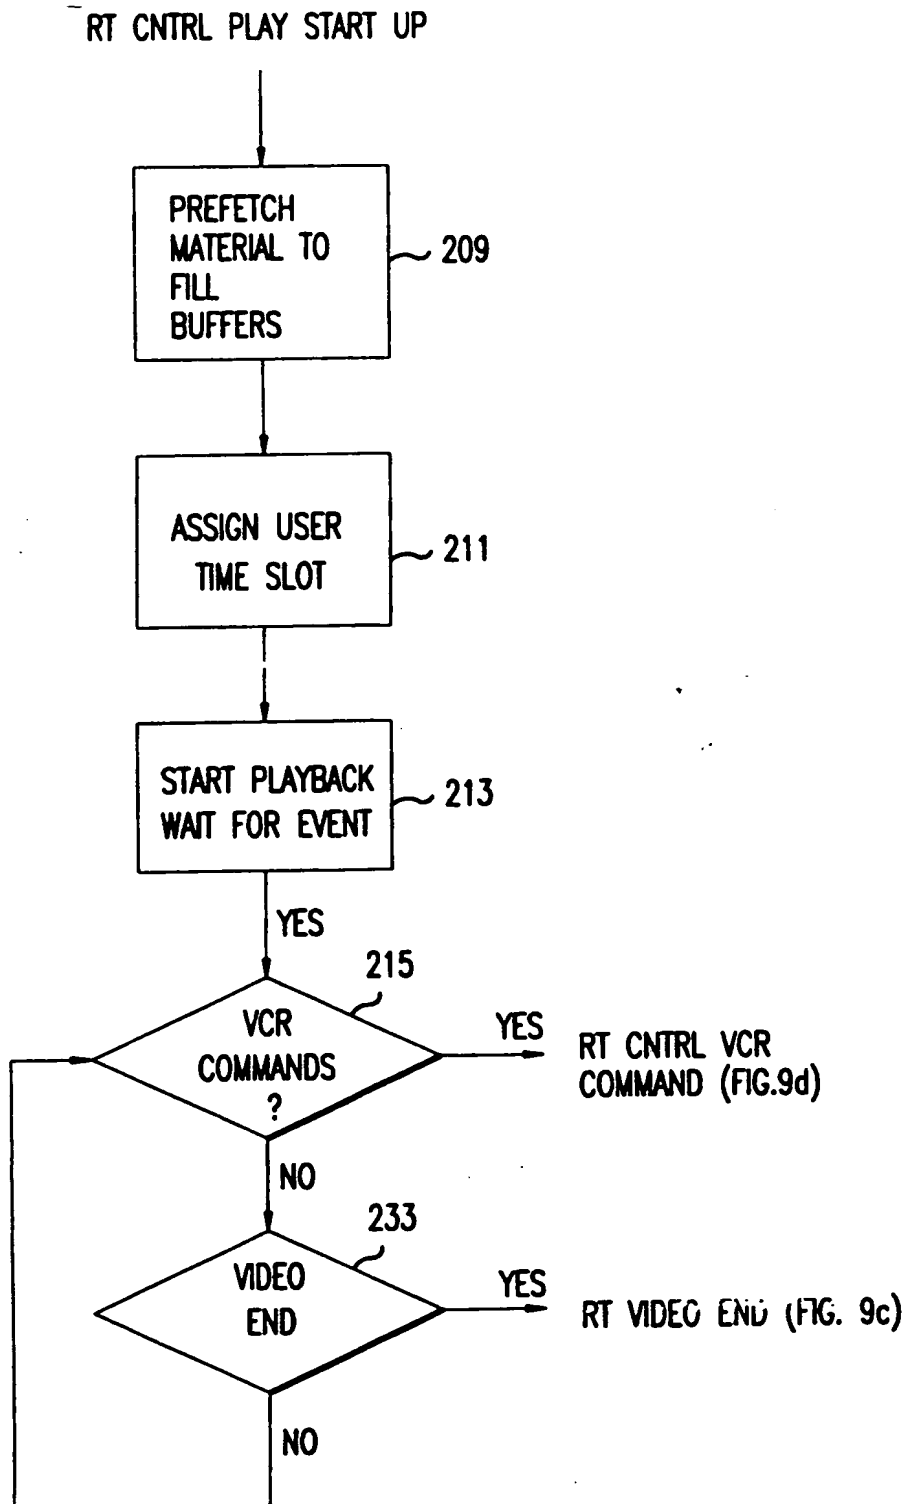 RT CNTRL PLAY START UP
PREFETCH
MATERIAL TO
FILL
BUFFERS
209
ASSIGN USER
TIME SLOT
211
START PLAYBACK
WAIT FOR EVENT
213
YES
215
VCR
COMMANDS
?
YES
RT CNTRL VCR
COMMAND (FIG.9d)
NO
233
VIDEO
END
YES
RT VIDEO END (FIG. 9c)
NO